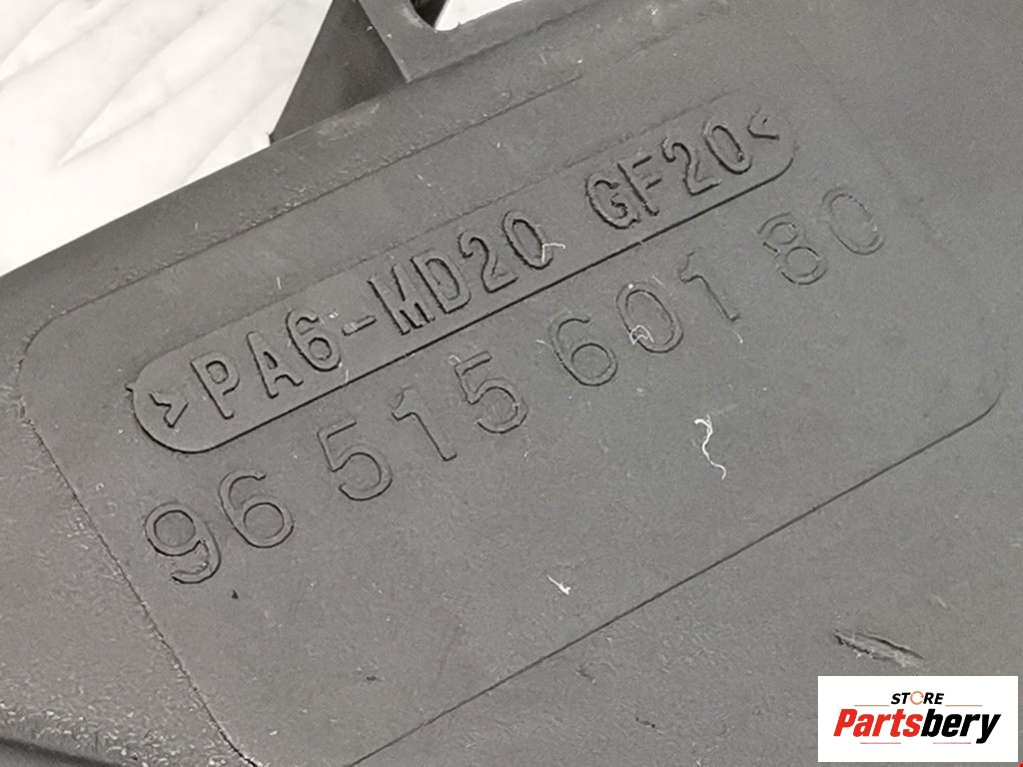 >PA6-MD20 GF20<
96 515 601 80
STORE
Partsbery